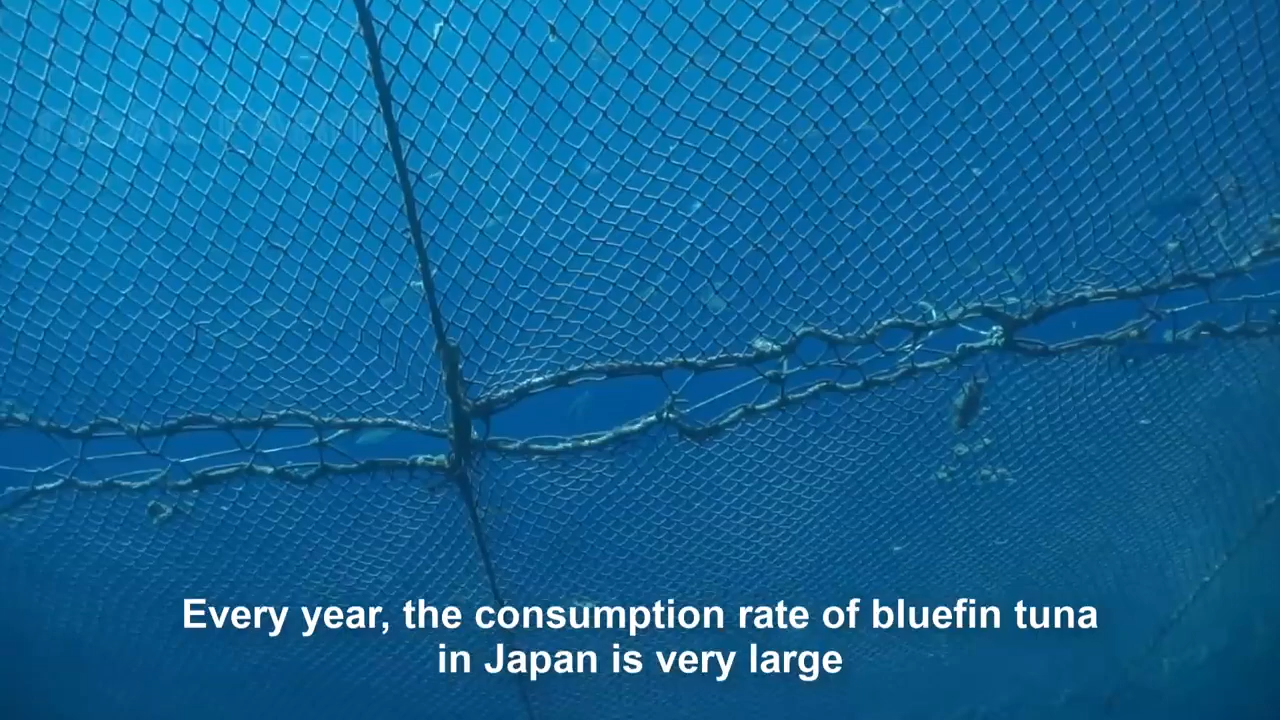 Every year, the consumption rate of bluefin tuna
in Japan is very large